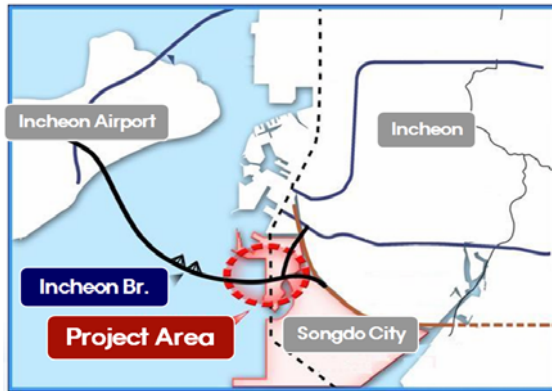 Incheon Airport
Incheon
Incheon Br.
Project Area
Songdo City